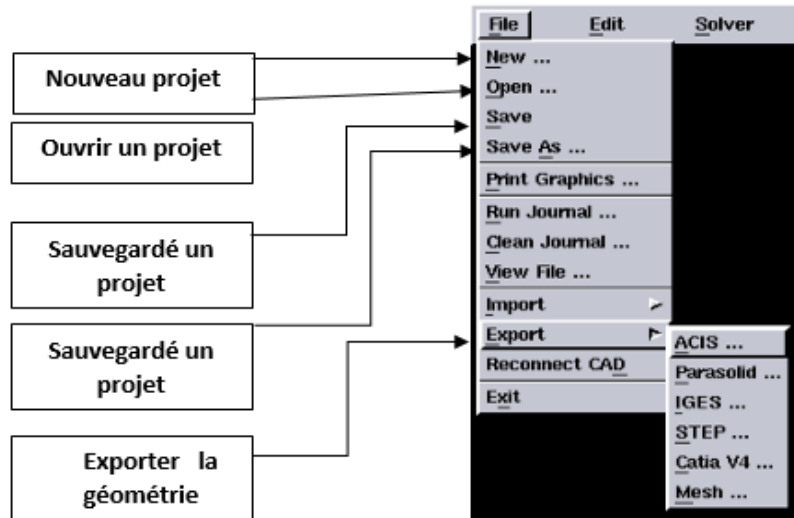 File Edit Solver
New ...
Open ...
Save
Save As ...
Print Graphics ...
Run Journal ...
Clean Journal ...
View File ...
Import
Export
Reconnect CAD
Exit
ACIS ...
Parasolid ...
IGES ...
STEP ...
Catia V4 ...
Mesh ...
Nouveau projet
Ouvrir un projet
Sauvegardé un
projet
Sauvegardé un
projet
Exporter la
géométrie